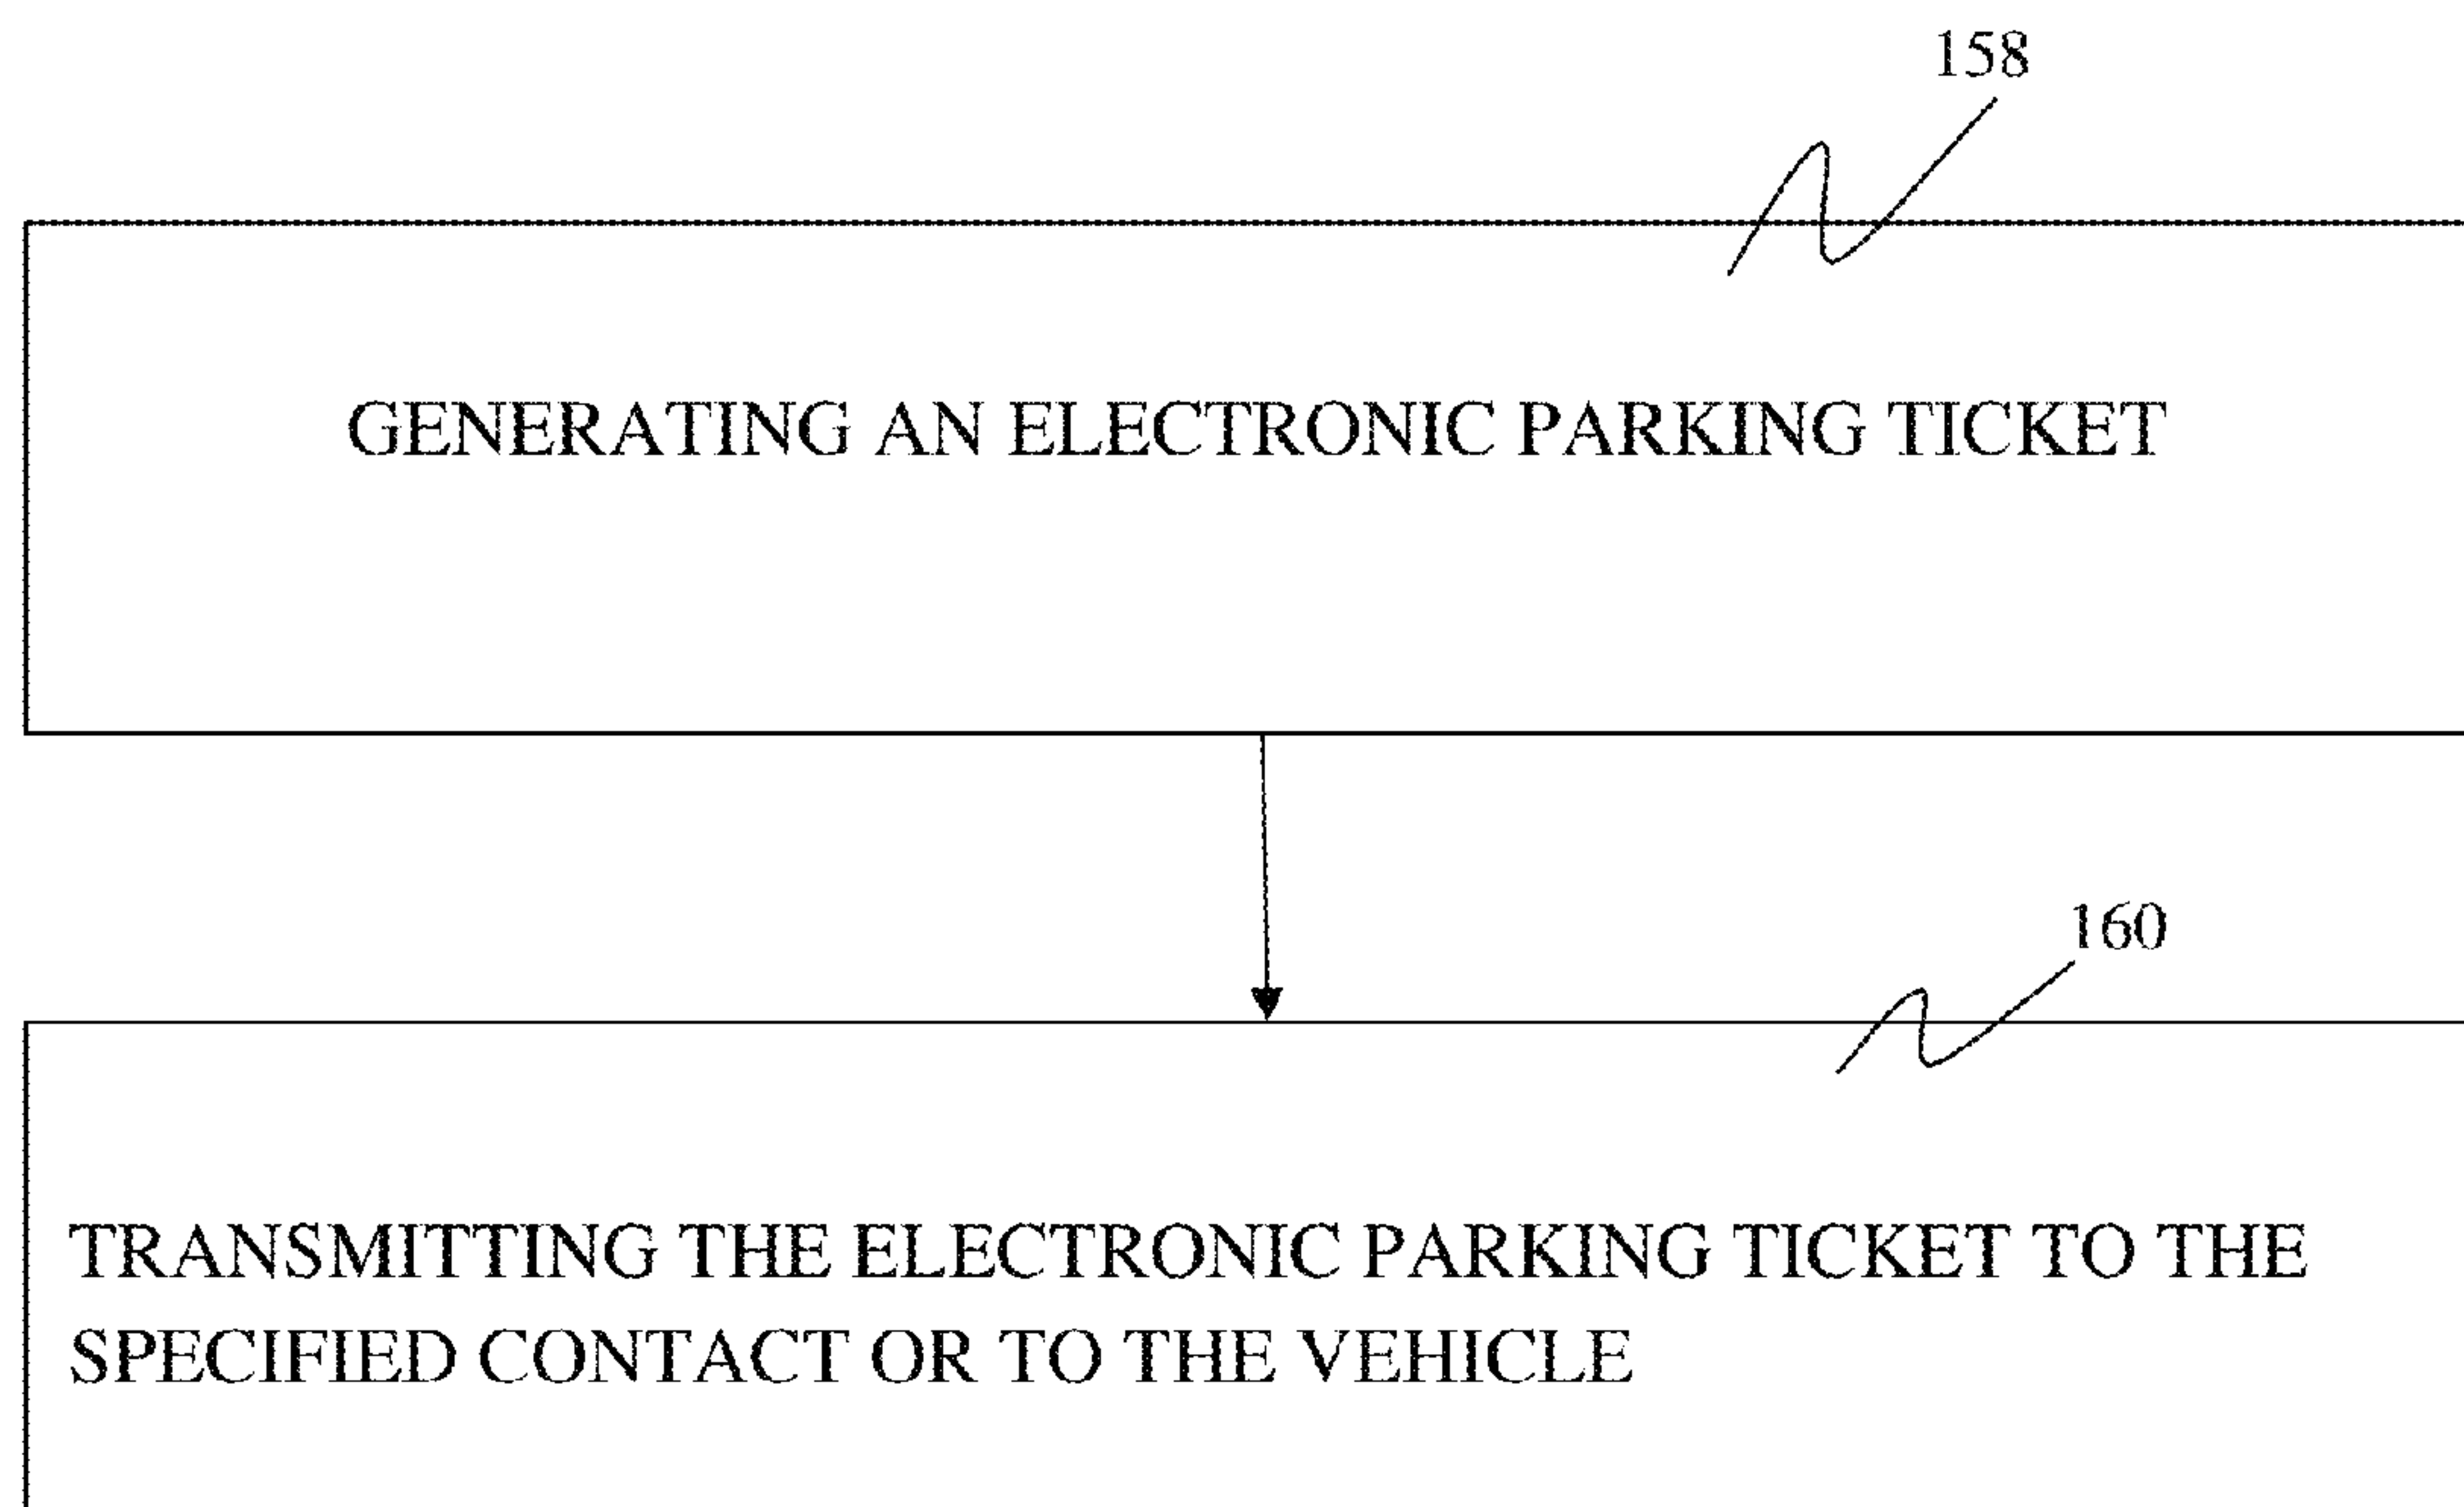 158
GENERATING AN ELECTRONIC PARKING TICKET
160
TRANSMITTING THE ELECTRONIC PARKING TICKET TO THE
SPECIFIED CONTACT OR TO THE VEHICLE